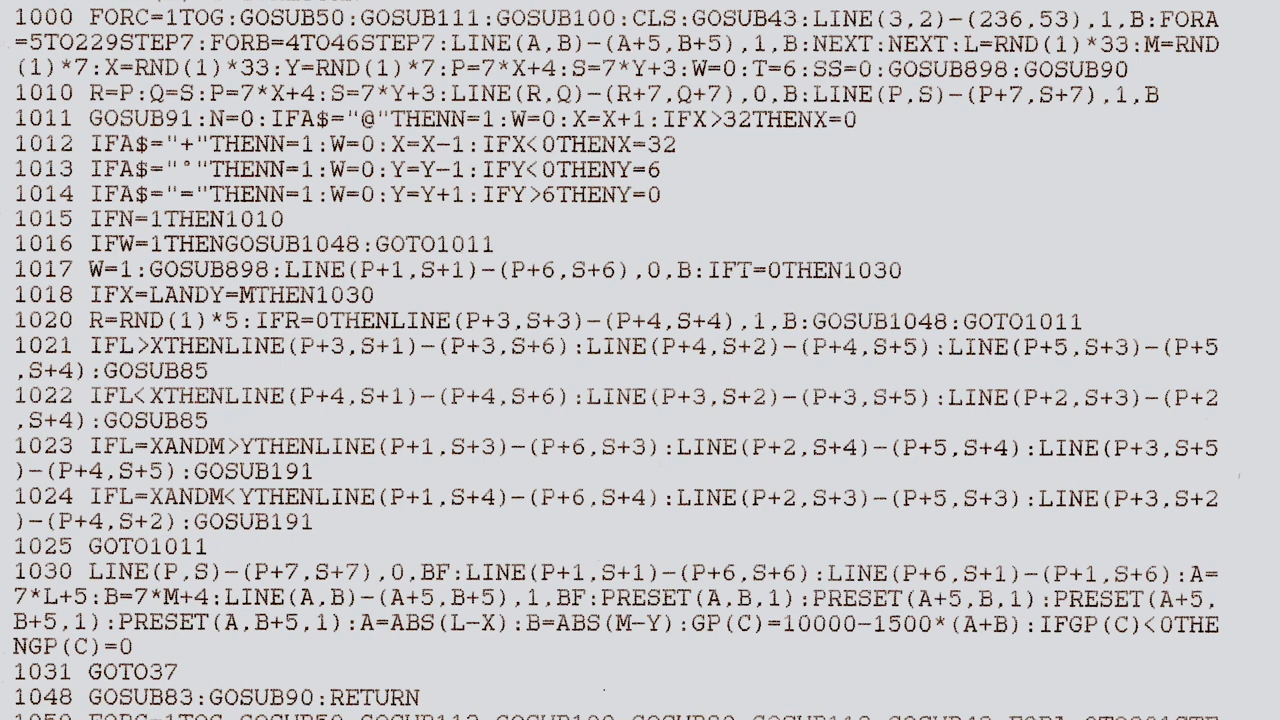 1000 FORC=1TOG:GOSUB50:GOSUB111:GOSUB100:CLS:GOSUB43:LINE(3,2)-(236,53),1,B:FORA
=5TO229STEP7:FORB=4TO46STEP7:LINE(A,B)-(A+5,B+5),1,B:NEXT:NEXT:L=RND(1)*33:M=RND
(1)*7:X=RND(1)*33:Y=RND(1)*7:P=7*X+4:S=7*Y+3:W=0:T=6:SS=0:GOSUB898:GOSUB90
1010 R=P:Q=S:P=7*X+4:S=7*Y+3:LINE(R,Q)-(R+7,Q+7),0,B:LINE(P,S)-(P+7,S+7),1,B
1011 GOSUB91:N=0:IFA$="@"THENN=1:W=0:X=X+1:IFX>32THENX=0
1012 IFA$="+"THENN=1:W=0:X=X-1:IFX<0THENX=32
1013 IFA$="°"THENN=1:W=0:Y=Y-1:IFY<0THENY=6
1014 IFA$="="THENN=1:W=0:Y=Y+1:IFY>6THENY=0
1015 IFN=1THEN1010
1016 IFW=1THENGOSUB1048:GOTO1011
1017 W=1:GOSUB898:LINE(P+1,S+1)-(P+6,S+6),0,B:IFT=0THEN1030
1018 IFX=LANDY=MTHEN1030
1020 R=RND(1)*5:IFR=0THENLINE(P+3,S+3)-(P+4,S+4),1,B:GOSUB1048:GOTO1011
1021 IFL>XTHENLINE(P+3,S+1)-(P+3,S+6):LINE(P+4,S+2)-(P+4,S+5):LINE(P+5,S+3)-(P+5
,S+4):GOSUB85
1022 IFL<XTHENLINE(P+4,S+1)-(P+4,S+6):LINE(P+3,S+2)-(P+3,S+5):LINE(P+2,S+3)-(P+2
,S+4):GOSUB85
1023 IFL=XANDM>YTHENLINE(P+1,S+3)-(P+6,S+3):LINE(P+2,S+4)-(P+5,S+4):LINE(P+3,S+5
)-(P+4,S+5):GOSUB191
1024 IFL=XANDM<YTHENLINE(P+1,S+4)-(P+6,S+4):LINE(P+2,S+3)-(P+5,S+3):LINE(P+3,S+2
)-(P+4,S+2):GOSUB191
1025 GOTO1011
1030 LINE(P,S)-(P+7,S+7),0,BF:LINE(P+1,S+1)-(P+6,S+6):LINE(P+6,S+1)-(P+1,S+6):A=
7*L+5:B=7*M+4:LINE(A,B)-(A+5,B+5),1,BF:PRESET(A,B,1):PRESET(A+5,B,1):PRESET(A+5,
B+5,1):PRESET(A,B+5,1):A=ABS(L-X):B=ABS(M-Y):GP(C)=10000-1500*(A+B):IFGP(C)<0THE
NGP(C)=0
1031 GOTO37
1048 GOSUB83:GOSUB90:RETURN